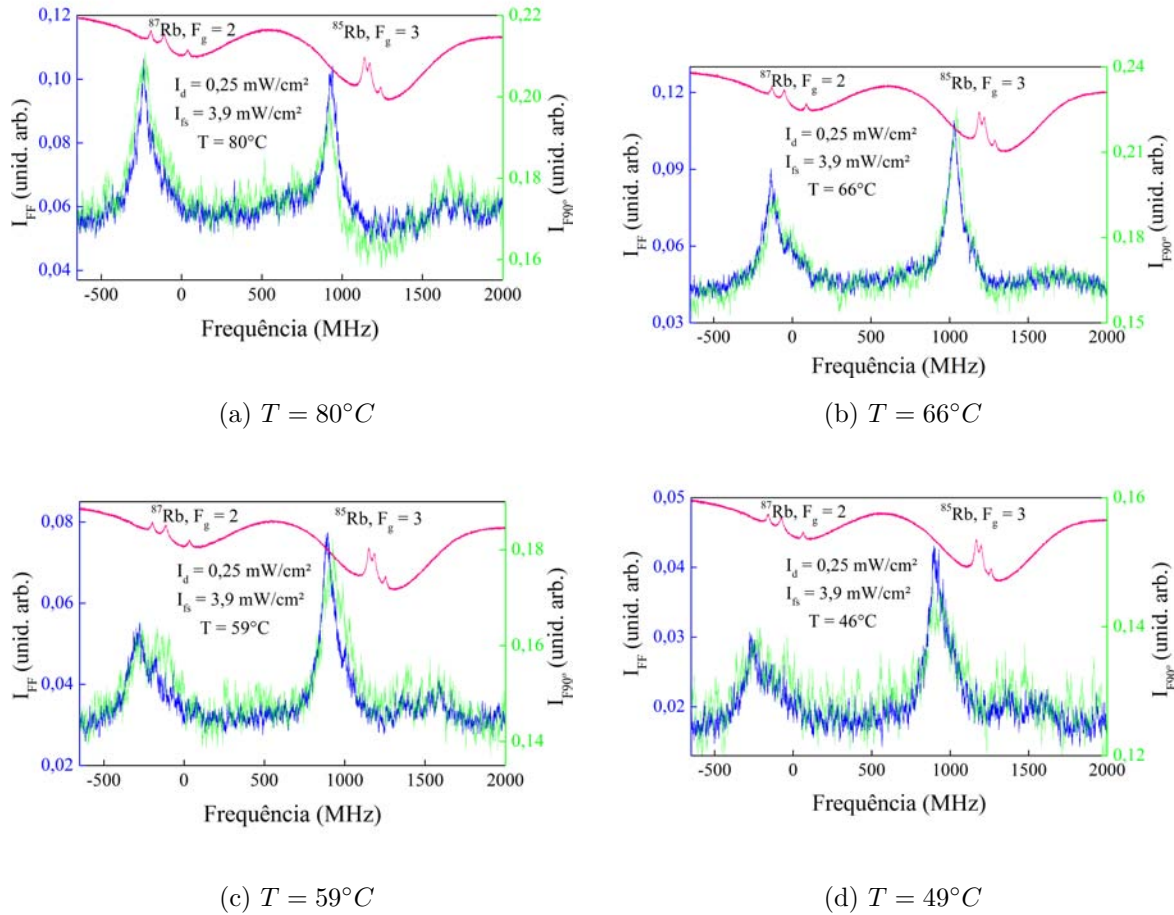 0,12
0,10
0,08
0,06
0,04
I_FF (unid. arb.)
0,22
0,20
0,18
0,16
I_F90° (unid. arb.)
⁸⁷Rb, F_g = 2
⁸⁵Rb, F_g = 3
I_d = 0,25 mW/cm²
I_fs = 3,9 mW/cm²
T = 80°C
-500 0 500 1000 1500 2000
Frequência (MHz)
(a) T = 80°C
0,12
0,09
0,06
0,03
I_FF (unid. arb.)
0,24
0,21
0,18
0,15
I_F90° (unid. arb.)
⁸⁷Rb, F_g = 2
⁸⁵Rb, F_g = 3
I_d = 0,25 mW/cm²
I_fs = 3,9 mW/cm²
T = 66°C
-500 0 500 1000 1500 2000
Frequência (MHz)
(b) T = 66°C
0,08
0,06
0,04
0,02
I_FF (unid. arb.)
0,18
0,16
0,14
I_F90° (unid. arb.)
⁸⁷Rb, F_g = 2
⁸⁵Rb, F_g = 3
I_d = 0,25 mW/cm²
I_fs = 3,9 mW/cm²
T = 59°C
-500 0 500 1000 1500 2000
Frequência (MHz)
(c) T = 59°C
0,05
0,04
0,03
0,02
I_FF (unid. arb.)
0,16
0,14
0,12
I_F90° (unid. arb.)
⁸⁷Rb, F_g = 2
⁸⁵Rb, F_g = 3
I_d = 0,25 mW/cm²
I_fs = 3,9 mW/cm²
T = 46°C
-500 0 500 1000 1500 2000
Frequência (MHz)
(d) T = 49°C